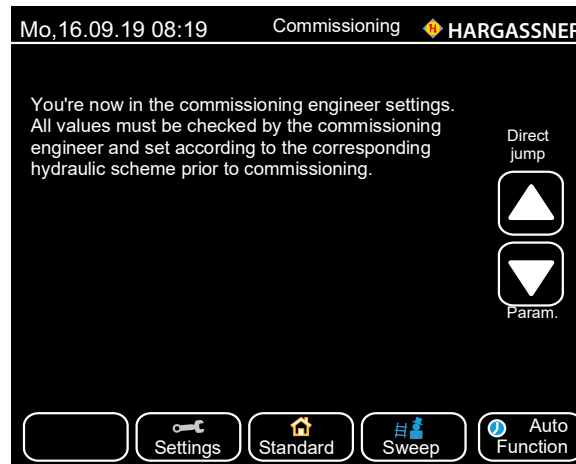 Mo,16.09.19 08:19 Commissioning HARGASSNER
You're now in the commissioning engineer settings.
All values must be checked by the commissioning
engineer and set according to the corresponding
hydraulic scheme prior to commissioning.
Direct
jump
Param.
Settings
Standard
Sweep
Auto
Function